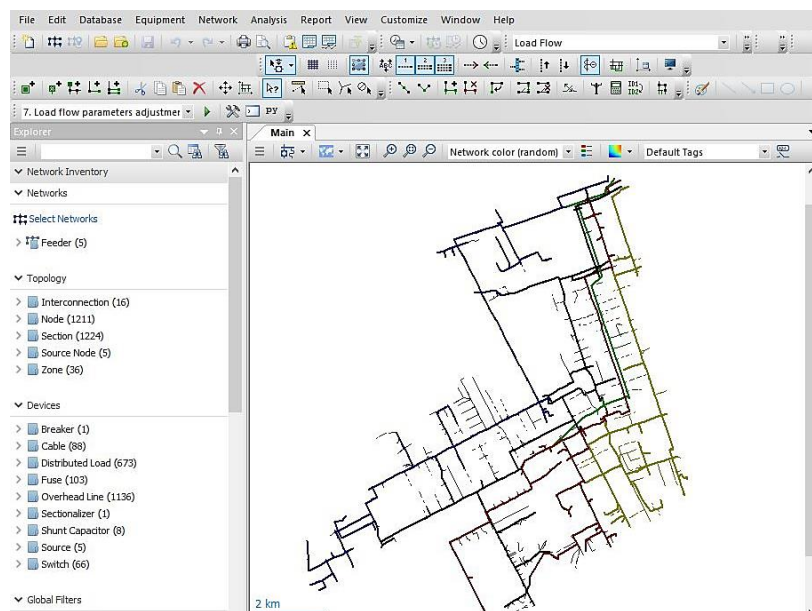 File Edit Database Equipment Network Analysis Report View Customize Window Help
Load Flow
7. Load flow parameters adjustmer
PY
Explorer
Main
Network color (random)
Default Tags
Network Inventory
Networks
Select Networks
Feeder (5)
Topology
Interconnection (16)
Node (1211)
Section (1224)
Source Node (5)
Zone (36)
Devices
Breaker (1)
Cable (88)
Distributed Load (673)
Fuse (103)
Overhead Line (1136)
Sectionalizer (1)
Shunt Capacitor (8)
Source (5)
Switch (66)
Global Filters
2 km